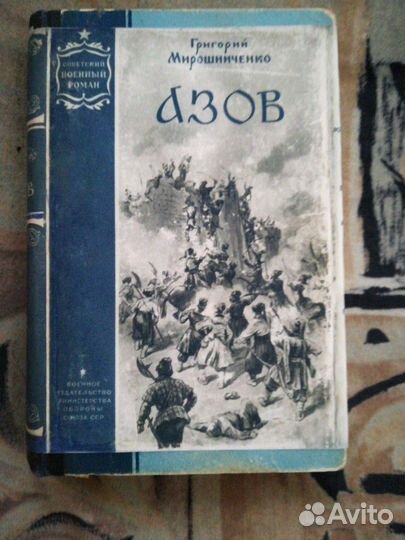 СОВЕТСКИЙ
ВОЕННЫЙ
РОМАН
Григорий
Мирошниченко
АЗОВ
В
ВОЕННОЕ
ИЗДАТЕЛЬСТВО
МИНИСТЕРСТВА
ОБОРОНЫ
СОЮЗА ССР
Avito